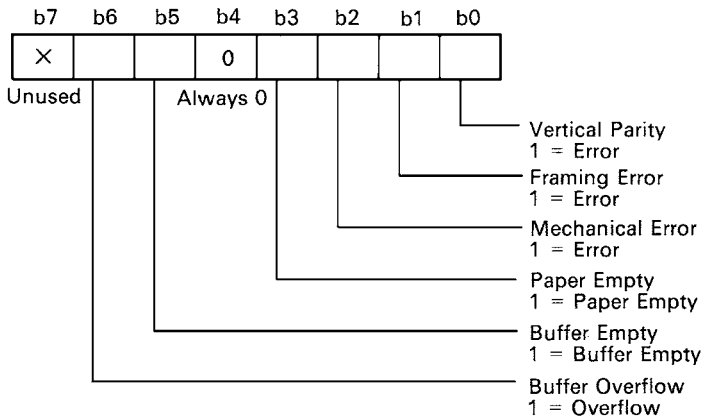 b7 b6 b5 b4 b3 b2 b1 b0
× 0
Unused Always 0
Vertical Parity
1 = Error
Framing Error
1 = Error
Mechanical Error
1 = Error
Paper Empty
1 = Paper Empty
Buffer Empty
1 = Buffer Empty
Buffer Overflow
1 = Overflow